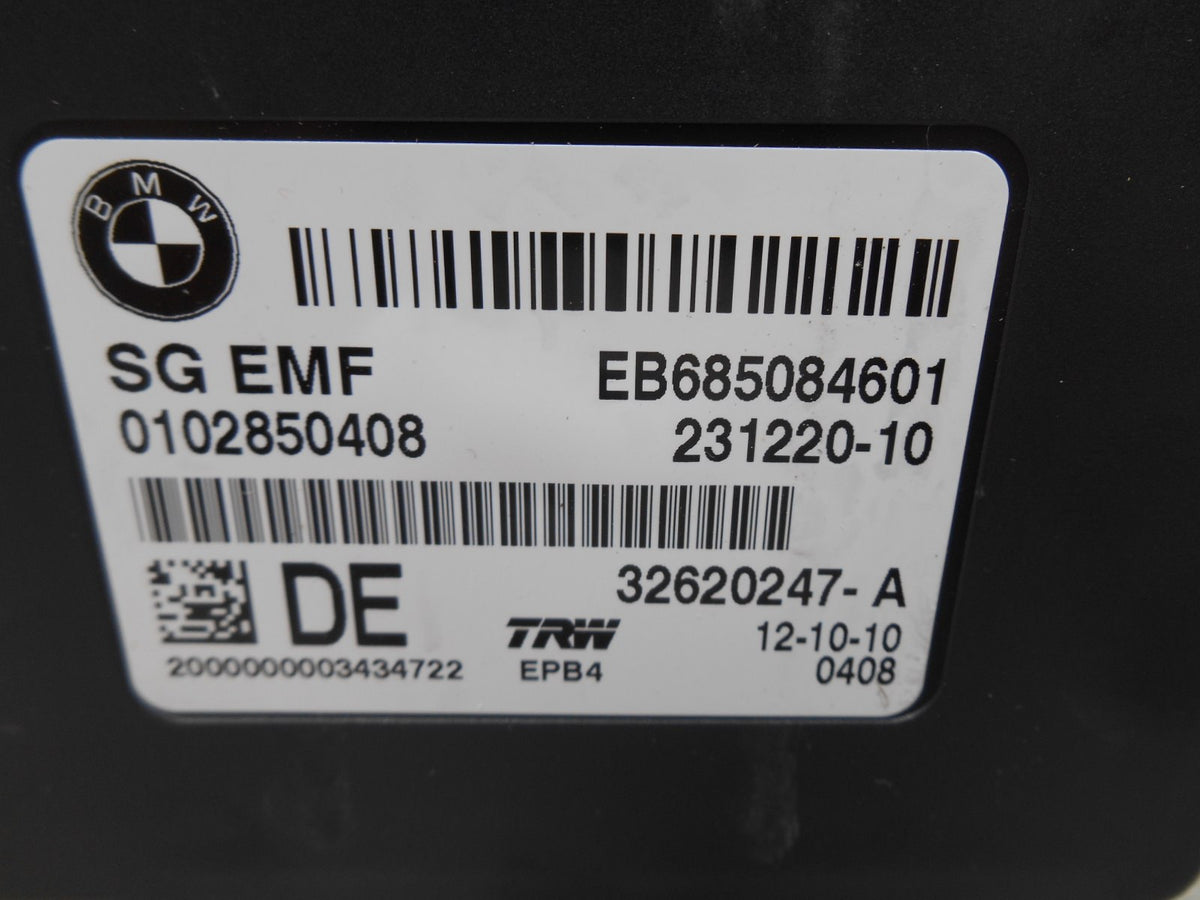 BMW
SG EMF EB685084601
0102850408 231220-10
DE 32620247- A
TRW 12-10-10
2000000003434722 EPB4 0408